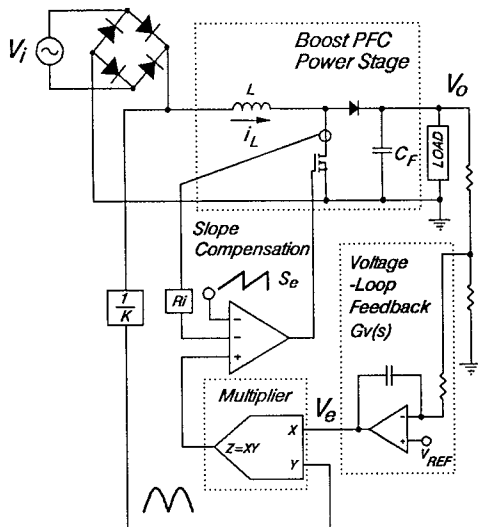 Boost PFC
Power Stage
Vi
L
iL
CF
Vo
LOAD
Slope
Compensation
Se
1/K
Ri
Voltage
-Loop
Feedback
Gv(s)
Multiplier
Ve
X
Z=XY
Y
VREF